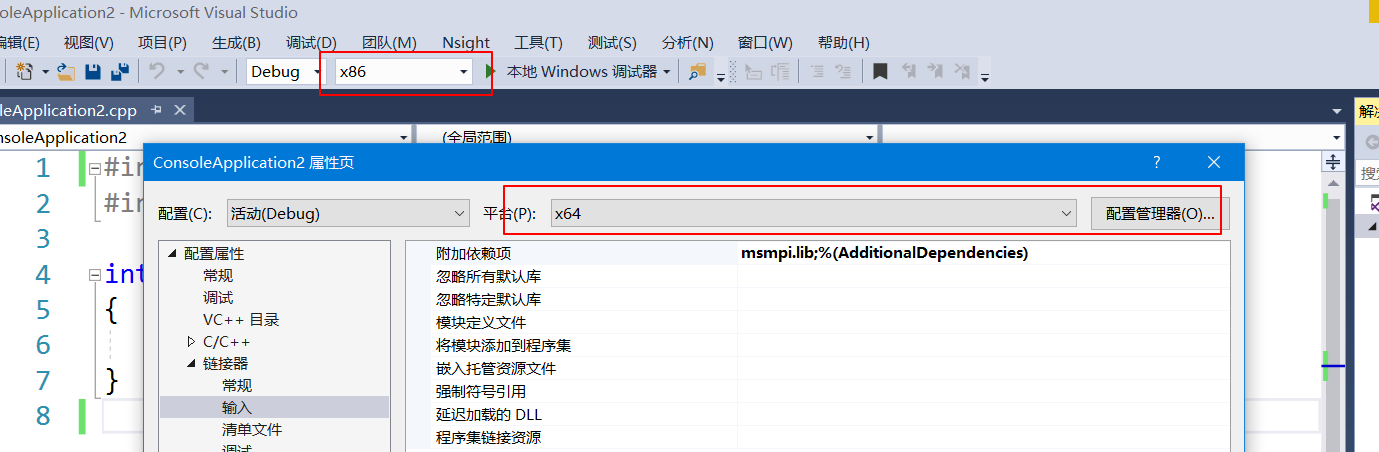 soleApplication2 - Microsoft Visual Studio
编辑(E) 视图(V) 项目(P) 生成(B) 调试(D) 团队(M) Nsight 工具(T) 测试(S) 分析(N) 窗口(W) 帮助(H)
Debug x86 本地 Windows 调试器
leApplication2.cpp
nsoleApplication2 (全局范围)
解决
搜索
1 #in
2 #in
3
4 int
5 {
6
7 }
8
ConsoleApplication2 属性页 ?
配置(C): 活动(Debug) 平台(P): x64 配置管理器(O)...
配置属性
常规
调试
VC++ 目录
C/C++
链接器
常规
输入
清单文件
调试
附加依赖项 msmpi.lib;%(AdditionalDependencies)
忽略所有默认库
忽略特定默认库
模块定义文件
将模块添加到程序集
嵌入托管资源文件
强制符号引用
延迟加载的 DLL
程序集链接资源